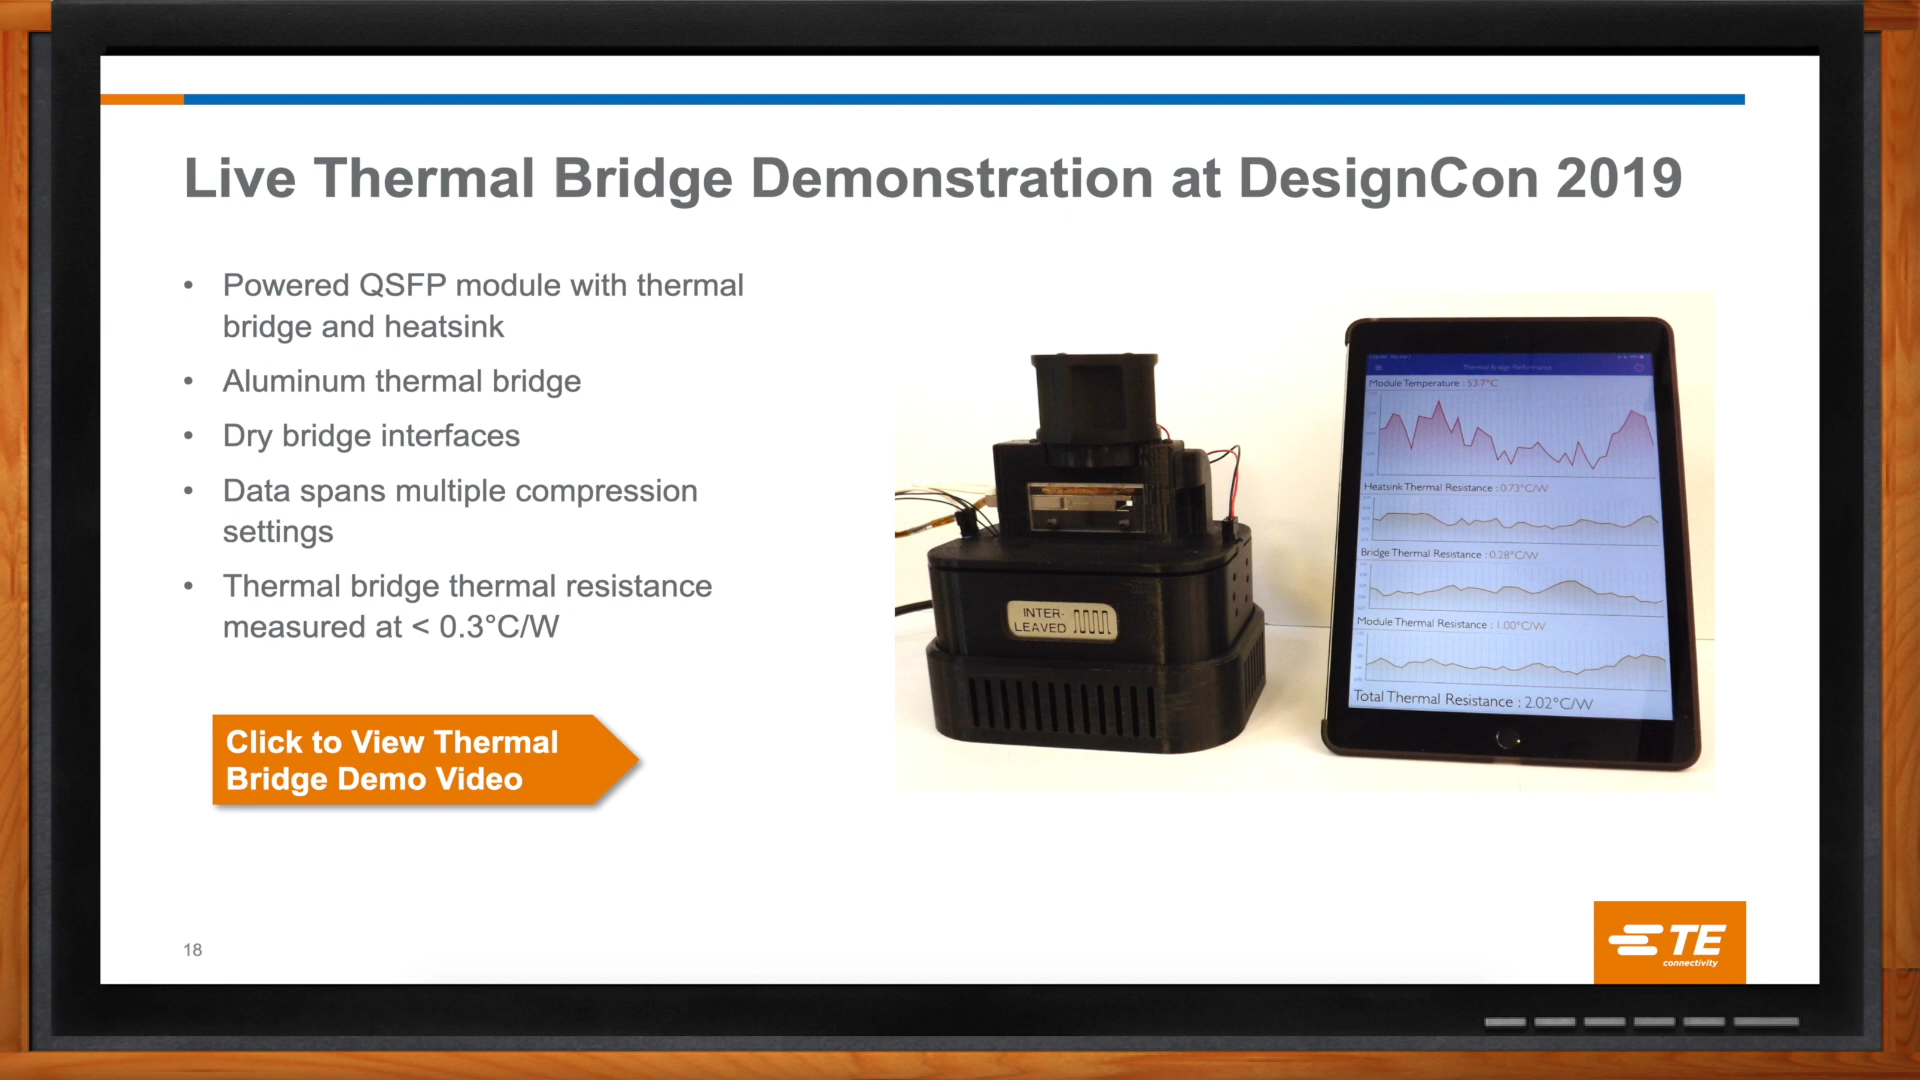 Live Thermal Bridge Demonstration at DesignCon 2019
• Powered QSFP module with thermal
bridge and heatsink
• Aluminum thermal bridge
• Dry bridge interfaces
• Data spans multiple compression
settings
• Thermal bridge thermal resistance
measured at < 0.3°C/W
Click to View Thermal
Bridge Demo Video
INTER-
LEAVED
Thermal Bridge Performance
Module Temperature : 53.7°C
Heatsink Thermal Resistance : 0.73°C/W
Bridge Thermal Resistance : 0.28°C/W
Module Thermal Resistance : 1.00°C/W
Total Thermal Resistance : 2.02°C/W
18
TE
connectivity